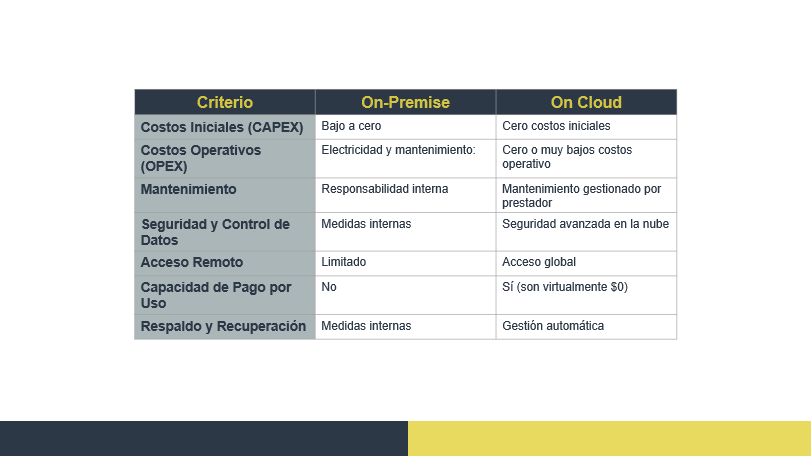 Criterio On-Premise On Cloud
Costos Iniciales (CAPEX) Bajo a cero Cero costos iniciales
Costos Operativos Electricidad y mantenimiento: Cero o muy bajos costos
(OPEX) operativo
Mantenimiento Responsabilidad interna Mantenimiento gestionado por
prestador
Seguridad y Control de Medidas internas Seguridad avanzada en la nube
Datos
Acceso Remoto Limitado Acceso global
Capacidad de Pago por No Sí (son virtualmente $0)
Uso
Respaldo y Recuperación Medidas internas Gestión automática